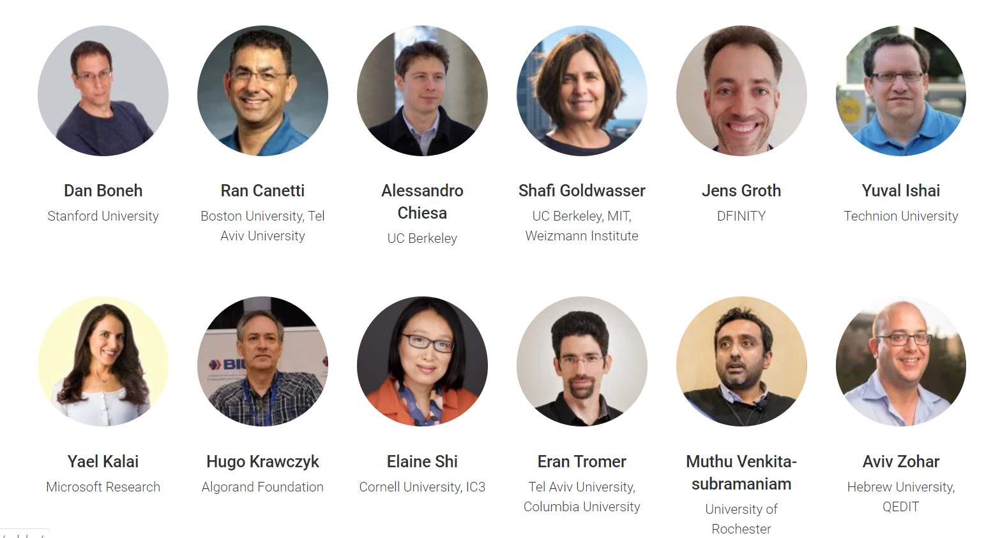 Dan Boneh
Stanford University
Ran Canetti
Boston University, Tel
Aviv University
Alessandro
Chiesa
UC Berkeley
Shafi Goldwasser
UC Berkeley, MIT,
Weizmann Institute
Jens Groth
DFINITY
Yuval Ishai
Technion University
Yael Kalai
Microsoft Research
Hugo Krawczyk
Algorand Foundation
Elaine Shi
Cornell University, IC3
Eran Tromer
Tel Aviv University,
Columbia University
Muthu Venkita-
subramaniam
University of
Rochester
Aviv Zohar
Hebrew University,
QEDIT